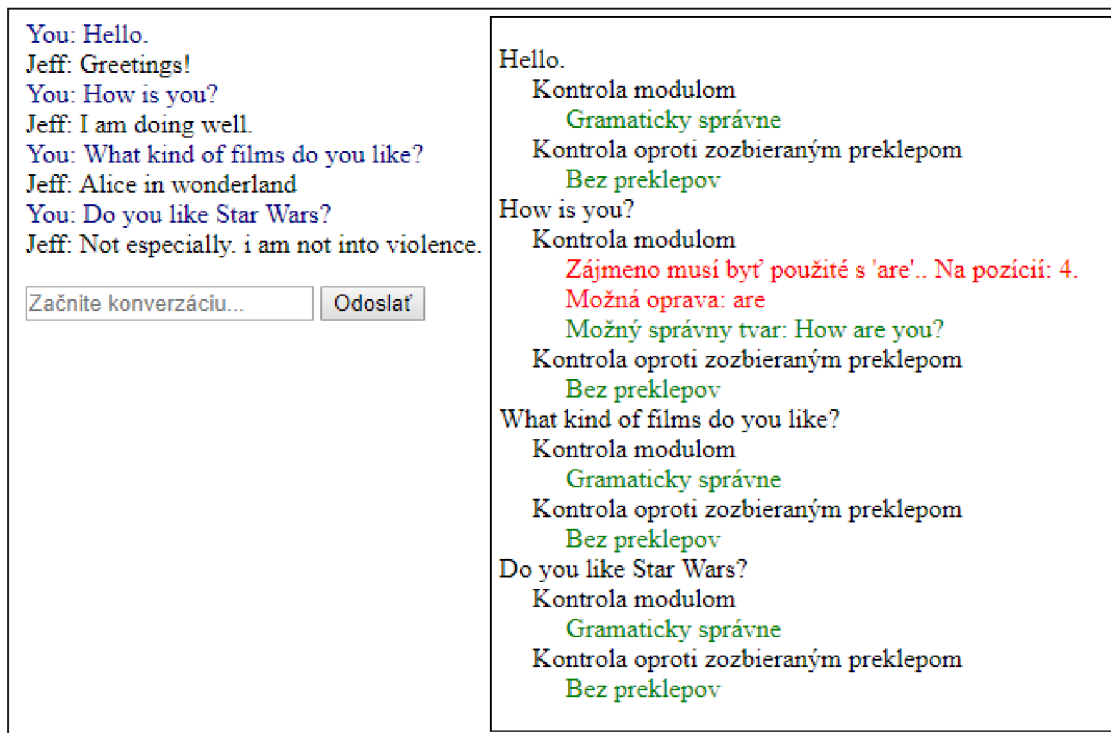 You: Hello.
Jeff: Greetings!
You: How is you?
Jeff: I am doing well.
You: What kind of films do you like?
Jeff: Alice in wonderland
You: Do you like Star Wars?
Jeff: Not especially. i am not into violence.
Začnite konverzáciu...
Odoslať
Hello.
Kontrola modulom
Gramaticky správne
Kontrola oproti zozbieraným preklepom
Bez preklepov
How is you?
Kontrola modulom
Zájmeno musí byť použité s 'are'.. Na pozícií: 4.
Možná oprava: are
Možný správny tvar: How are you?
Kontrola oproti zozbieraným preklepom
Bez preklepov
What kind of films do you like?
Kontrola modulom
Gramaticky správne
Kontrola oproti zozbieraným preklepom
Bez preklepov
Do you like Star Wars?
Kontrola modulom
Gramaticky správne
Kontrola oproti zozbieraným preklepom
Bez preklepov